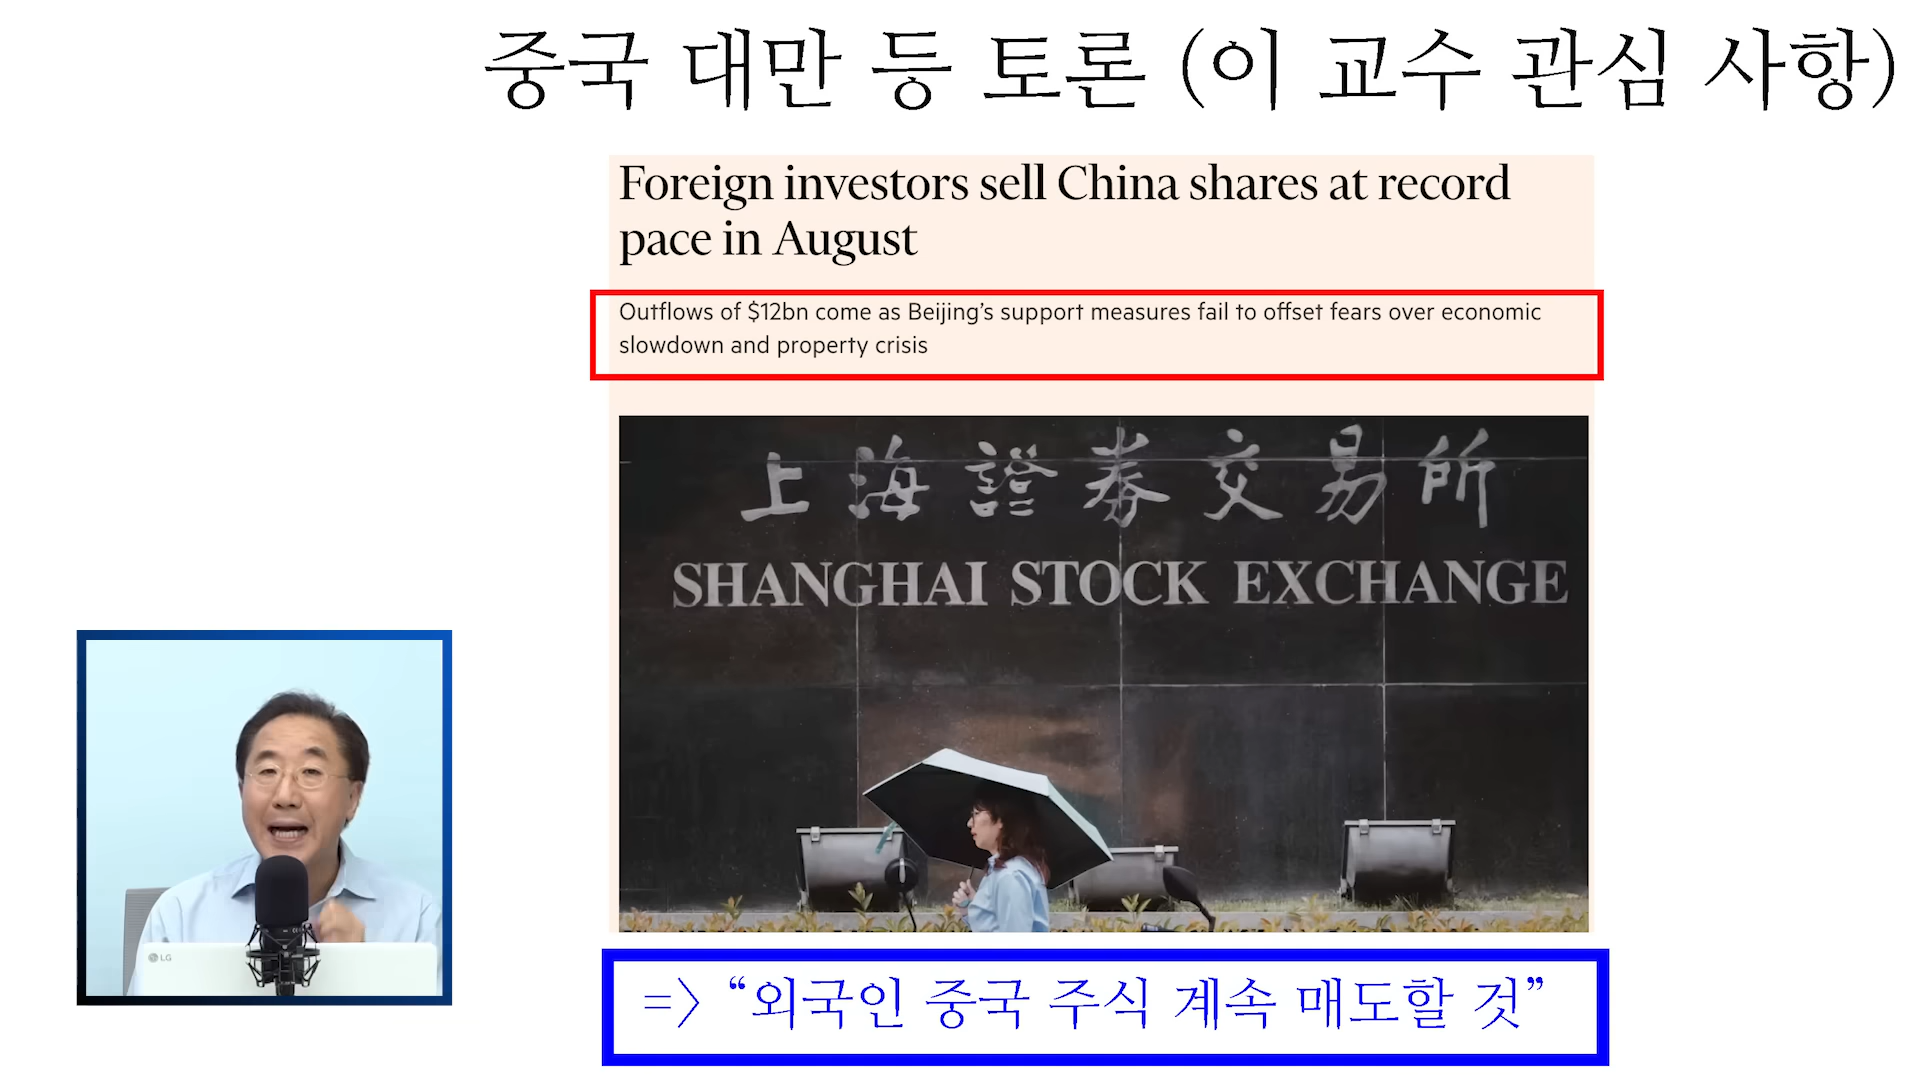 중국 대만 등 토론 (이 교수 관심 사항)
Foreign investors sell China shares at record
pace in August
Outflows of $12bn come as Beijing's support measures fail to offset fears over economic
slowdown and property crisis
上海證券交易所
SHANGHAI STOCK EXCHANGE
LG
=> “외국인 중국 주식 계속 매도할 것”